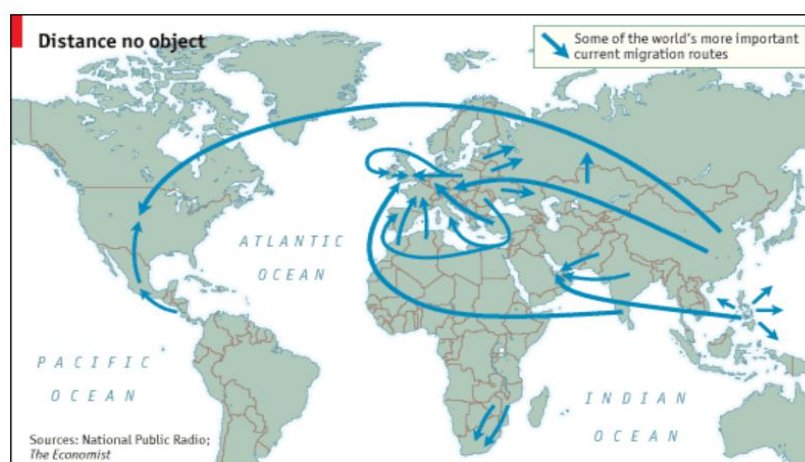 Distance no object
Some of the world's more important
current migration routes
ATLANTIC
OCEAN
PACIFIC
OCEAN
INDIAN
OCEAN
Sources: National Public Radio;
The Economist